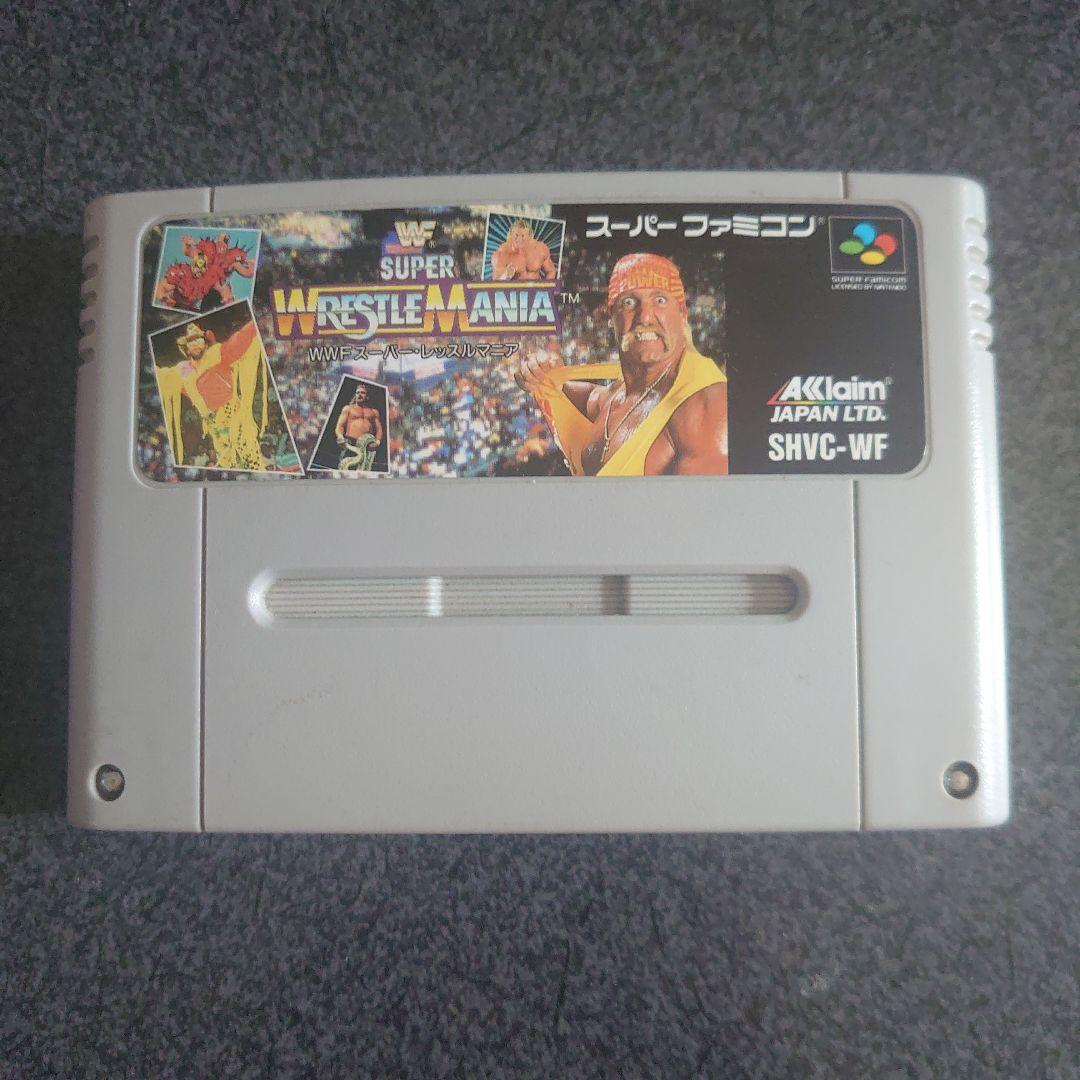 WF
SUPER
WRESTLEMANIA™
WWFスーパー・レッスルマニア
POWER
スーパーファミコン®
SUPER FAMICOM
LICENSED BY NINTENDO
AKklaim®
JAPAN LTD.
SHVC-WF